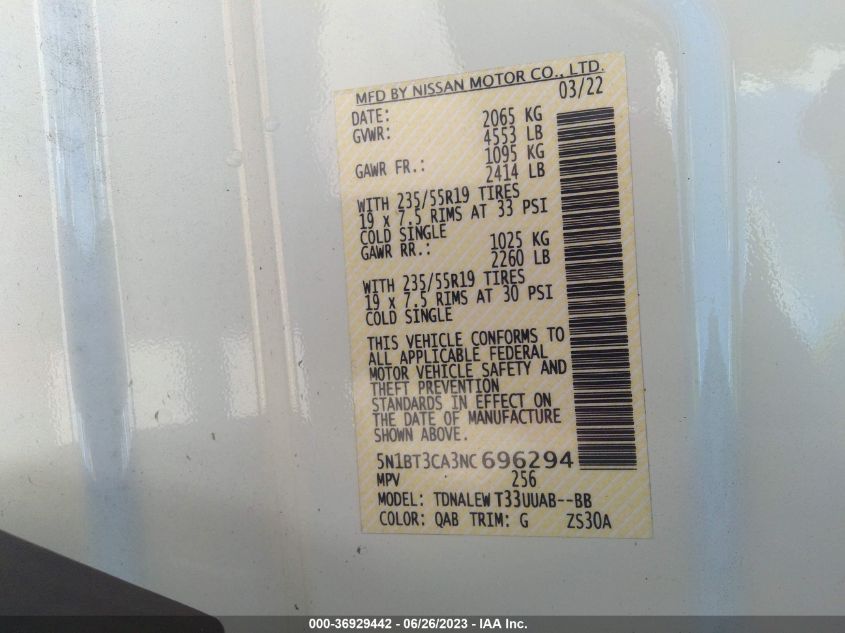 MFD BY NISSAN MOTOR CO., LTD.
DATE: 03/22
GVWR: 2065 KG
4553 LB
GAWR FR.: 1095 KG
2414 LB
WITH 235/55R19 TIRES
19 x 7.5 RIMS AT 33 PSI
COLD SINGLE
GAWR RR.: 1025 KG
2260 LB
WITH 235/55R19 TIRES
19 x 7.5 RIMS AT 30 PSI
COLD SINGLE
THIS VEHICLE CONFORMS TO
ALL APPLICABLE FEDERAL
MOTOR VEHICLE SAFETY AND
THEFT PREVENTION
STANDARDS IN EFFECT ON
THE DATE OF MANUFACTURE
SHOWN ABOVE.
5N1BT3CA3NC696294
MPV 256
MODEL: TDNALEW T33UUAB--BB
COLOR: QAB TRIM: G ZS30A
000-36929442 - 06/26/2023 - IAA Inc.